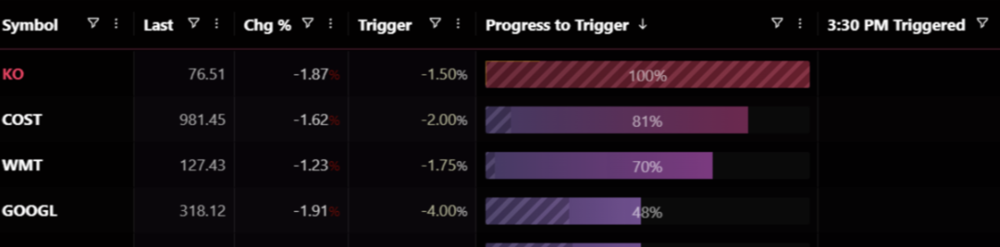 Symbol Last Chg % Trigger Progress to Trigger ↓ 3:30 PM Triggered
KO 76.51 -1.87% -1.50% 100%
COST 981.45 -1.62% -2.00% 81%
WMT 127.43 -1.23% -1.75% 70%
GOOGL 318.12 -1.91% -4.00% 48%